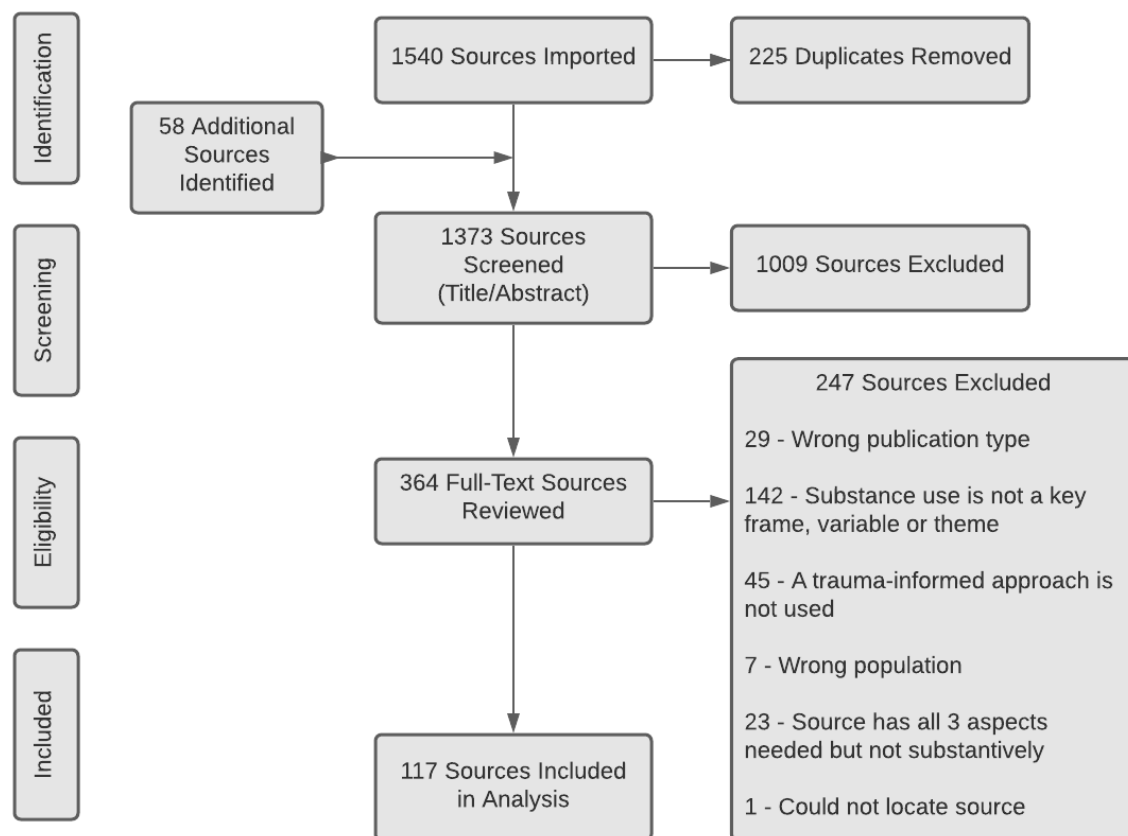 Identification
1540 Sources Imported
225 Duplicates Removed
58 Additional
Sources
Identified
Screening
1373 Sources
Screened
(Title/Abstract)
1009 Sources Excluded
Eligibility
364 Full-Text Sources
Reviewed
247 Sources Excluded
29 - Wrong publication type
142 - Substance use is not a key
frame, variable or theme
45 - A trauma-informed approach is
not used
7 - Wrong population
23 - Source has all 3 aspects
needed but not substantively
1 - Could not locate source
Included
117 Sources Included
in Analysis